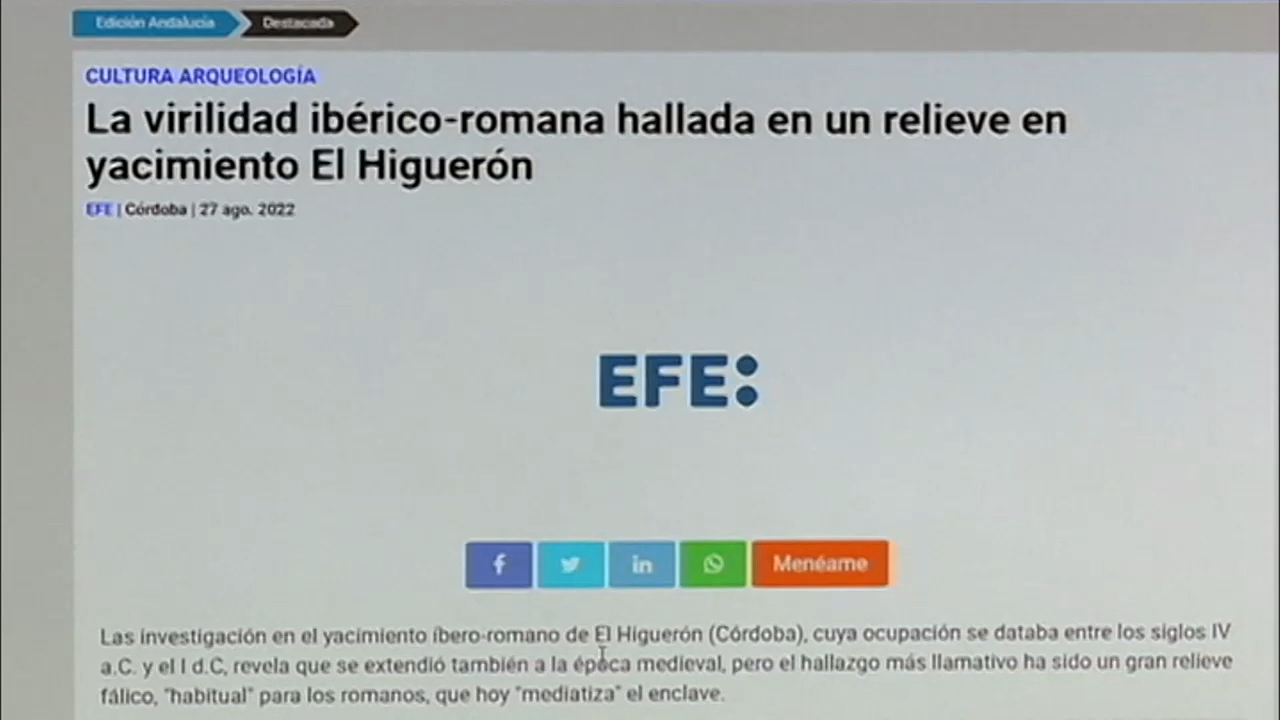 Edición Andalucía Destacada
CULTURA ARQUEOLOGÍA
La virilidad ibérico-romana hallada en un relieve en
yacimiento El Higuerón
EFE | Córdoba | 27 ago. 2022
EFE:
f in Menéame
Las investigación en el yacimiento íbero-romano de El Higuerón (Córdoba), cuya ocupación se databa entre los siglos IV
a.C. y el I d.C, revela que se extendió también a la época medieval, pero el hallazgo más llamativo ha sido un gran relieve
fálico, "habitual" para los romanos, que hoy "mediatiza" el enclave.